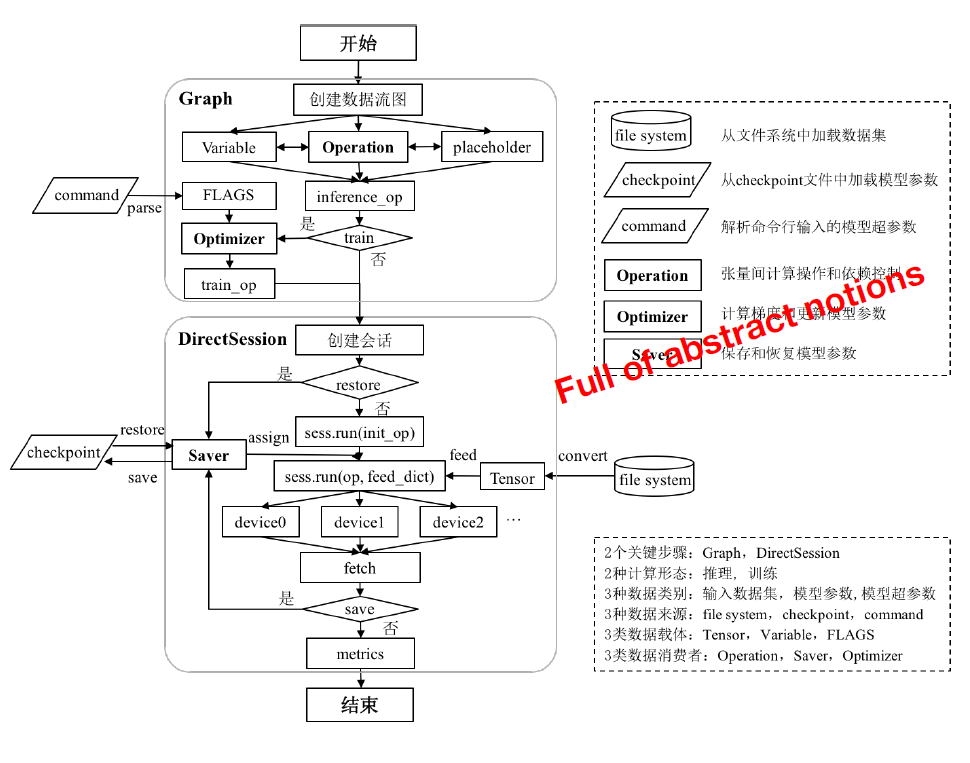 开始
Graph
创建数据流图
Variable
Operation
placeholder
command
parse
FLAGS
inference_op
是
Optimizer
train
否
train_op
DirectSession
创建会话
是
restore
否
sess.run(init_op)
restore
checkpoint
save
Saver
assign
feed
convert
sess.run(op, feed_dict)
Tensor
file system
device0
device1
device2
...
fetch
是
save
否
metrics
结束
file system
从文件系统中加载数据集
checkpoint
从checkpoint文件中加载模型参数
command
解析命令行输入的模型超参数
Operation
张量间计算操作和依赖控制
Optimizer
计算梯度和更新模型参数
Saver
保存和恢复模型参数
Full of abstract notions
2个关键步骤：Graph，DirectSession
2种计算形态：推理, 训练
3种数据类别：输入数据集，模型参数, 模型超参数
3种数据来源：file system，checkpoint，command
3类数据载体：Tensor，Variable，FLAGS
3类数据消费者：Operation，Saver，Optimizer